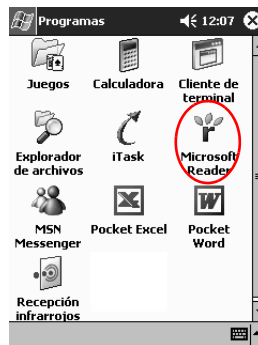 Programas 12:07
Juegos Calculadora Cliente de
terminal
Explorador iTask Microsoft
de archivos Reader
MSN Pocket Excel Pocket
Messenger Word
Recepción
infrarrojos